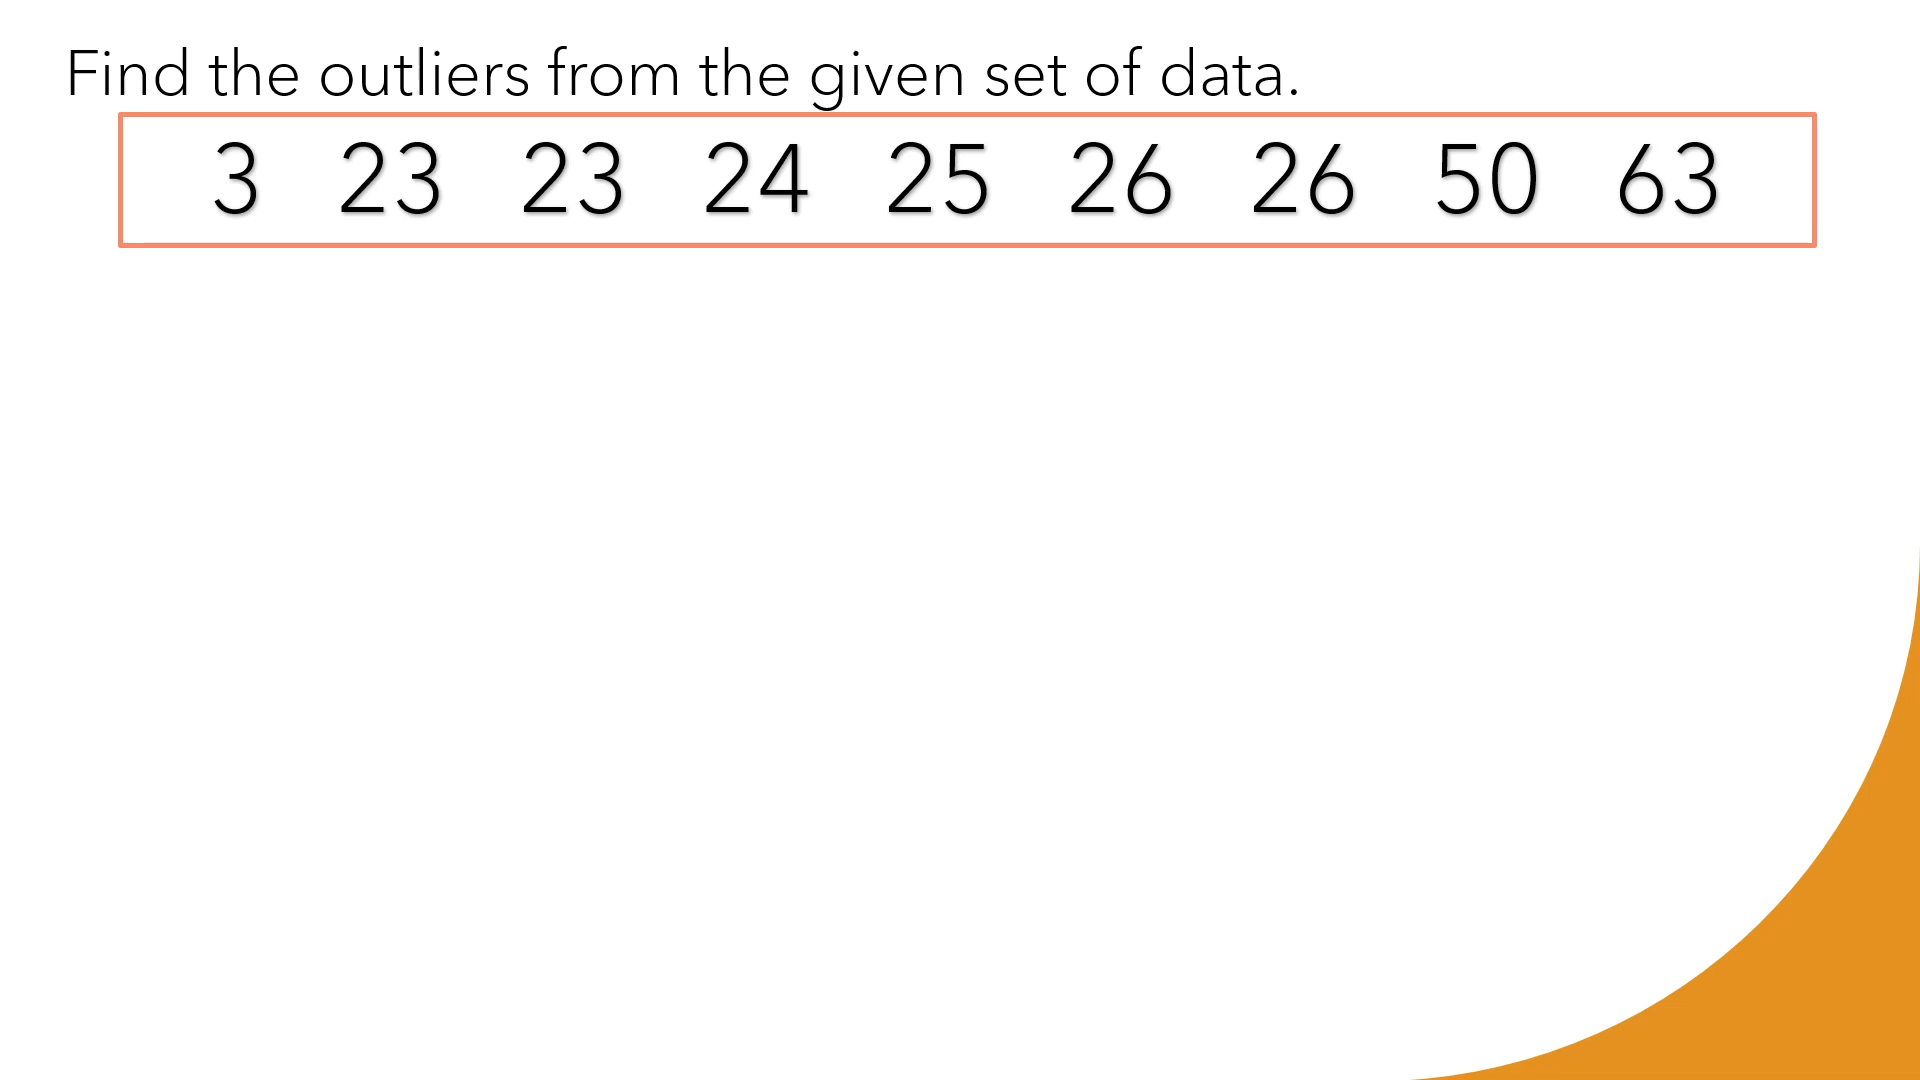 Find the outliers from the given set of data.
3 23 23 24 25 26 26 50 63